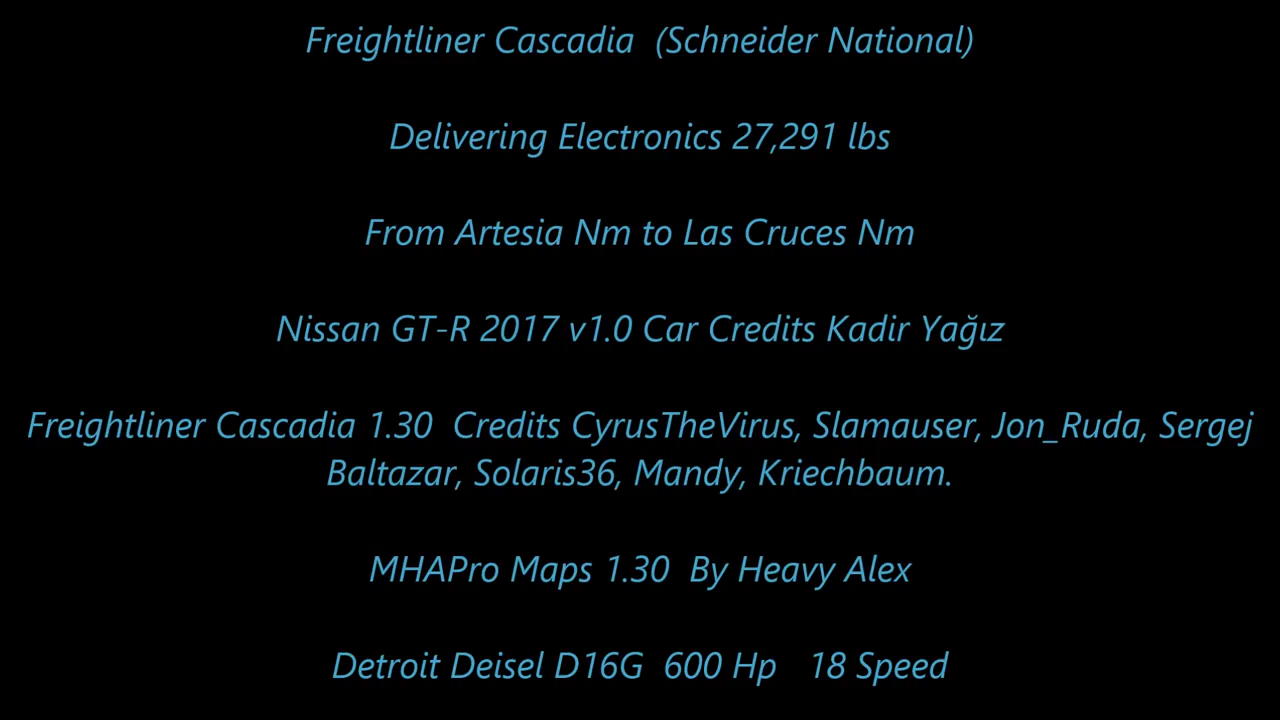 Freightliner Cascadia  (Schneider National)
Delivering Electronics 27,291 lbs
From Artesia Nm to Las Cruces Nm
Nissan GT-R 2017 v1.0 Car Credits Kadir Yağız
Freightliner Cascadia 1.30  Credits CyrusTheVirus, Slamauser, Jon_Ruda, Sergej
Baltazar, Solaris36, Mandy, Kriechbaum.
MHAPro Maps 1.30  By Heavy Alex
Detroit Deisel D16G  600 Hp   18 Speed